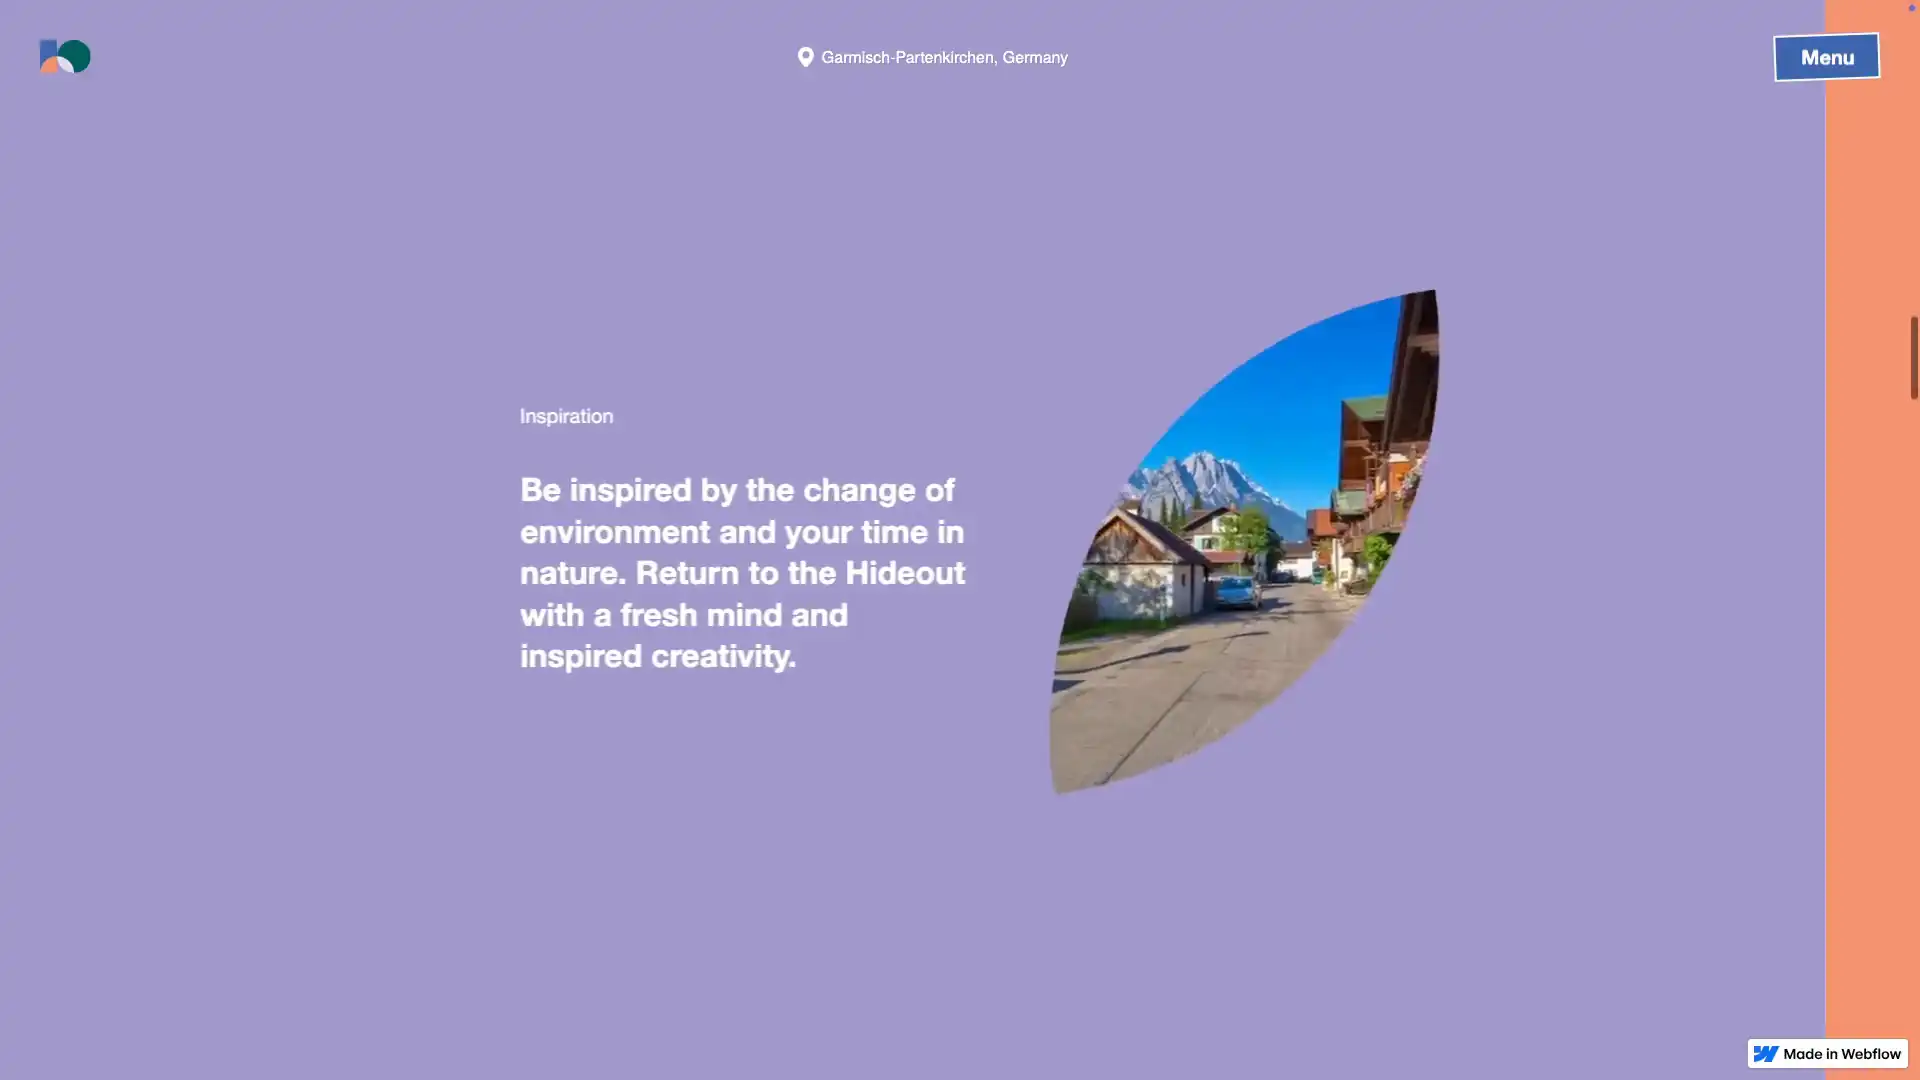 Garmisch-Partenkirchen, Germany
Menu
Inspiration
Be inspired by the change of
environment and your time in
nature. Return to the Hideout
with a fresh mind and
inspired creativity.
Made in Webflow